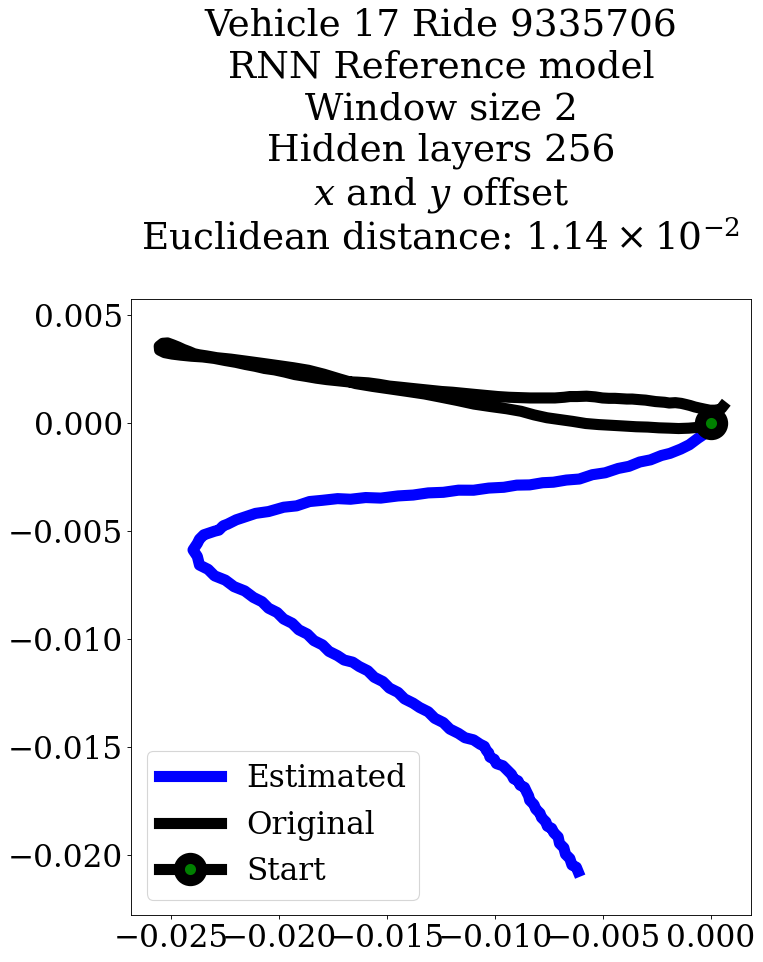 Vehicle 17 Ride 9335706
RNN Reference model
Window size 2
Hidden layers 256
x and y offset
Euclidean distance: 1.14 × 10⁻²
0.005
0.000
−0.005
−0.010
−0.015
−0.020
Estimated
Original
Start
−0.025 −0.020 −0.015 −0.010 −0.005 0.000